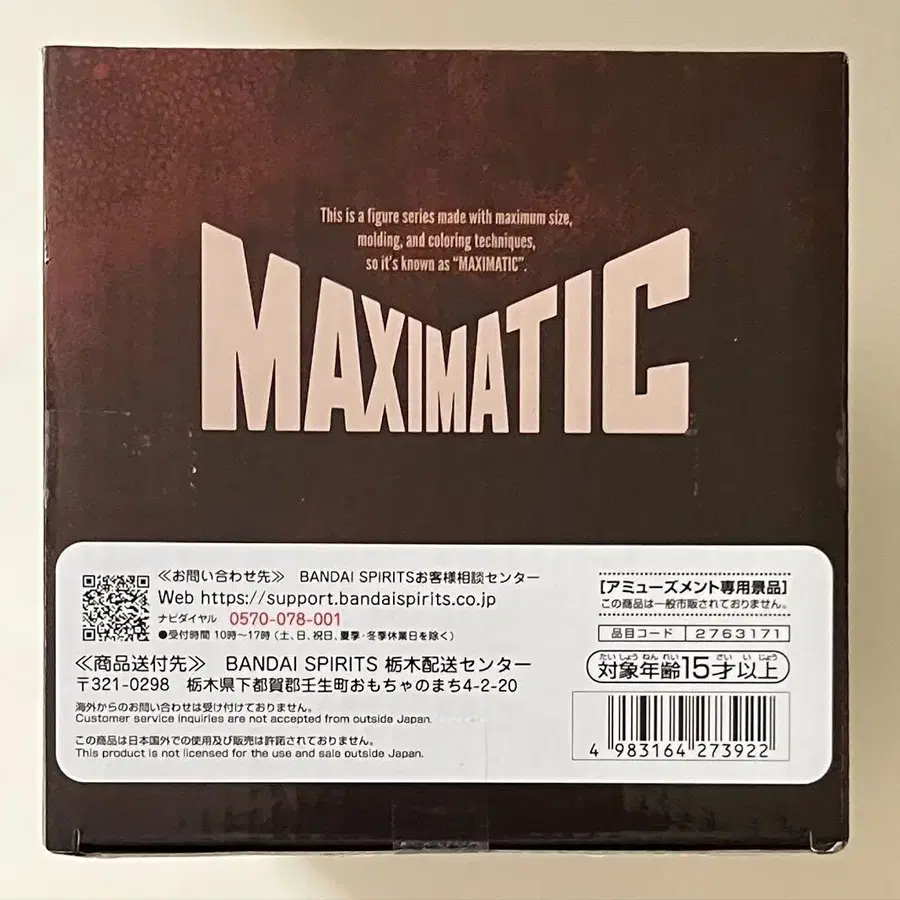 This is a figure series made with maximum size,
molding, and coloring techniques,
so it's known as “MAXIMATIC”.
MAXIMATIC
≪お問い合わせ先≫ BANDAI SPIRITSお客様相談センター
Web https://support.bandaispirits.co.jp
ナビダイヤル 0570-078-001
●受付時間 10時〜17時(土、日、祝日、夏季・冬季休業日を除く)
≪商品送付先≫ BANDAI SPIRITS 栃木配送センター
〒321-0298 栃木県下都賀郡壬生町おもちゃのまち4-2-20
海外からのお問い合わせは受け付けておりません。
Customer service inquiries are not accepted from outside Japan.
この商品は日本国外での使用及び販売は許諾されておりません。
This product is not licensed for the use and sale outside Japan.
[アミューズメント専用景品]
この商品は一般市販されておりません。
品目コード 2763171
たいしょうねんれい さい いじょう
対象年齢15才以上
4 983164 273922